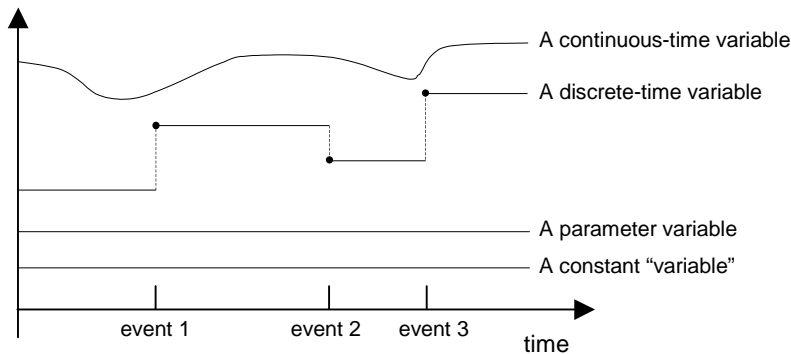 A continuous-time variable
A discrete-time variable
A parameter variable
A constant “variable”
event 1
event 2
event 3
time